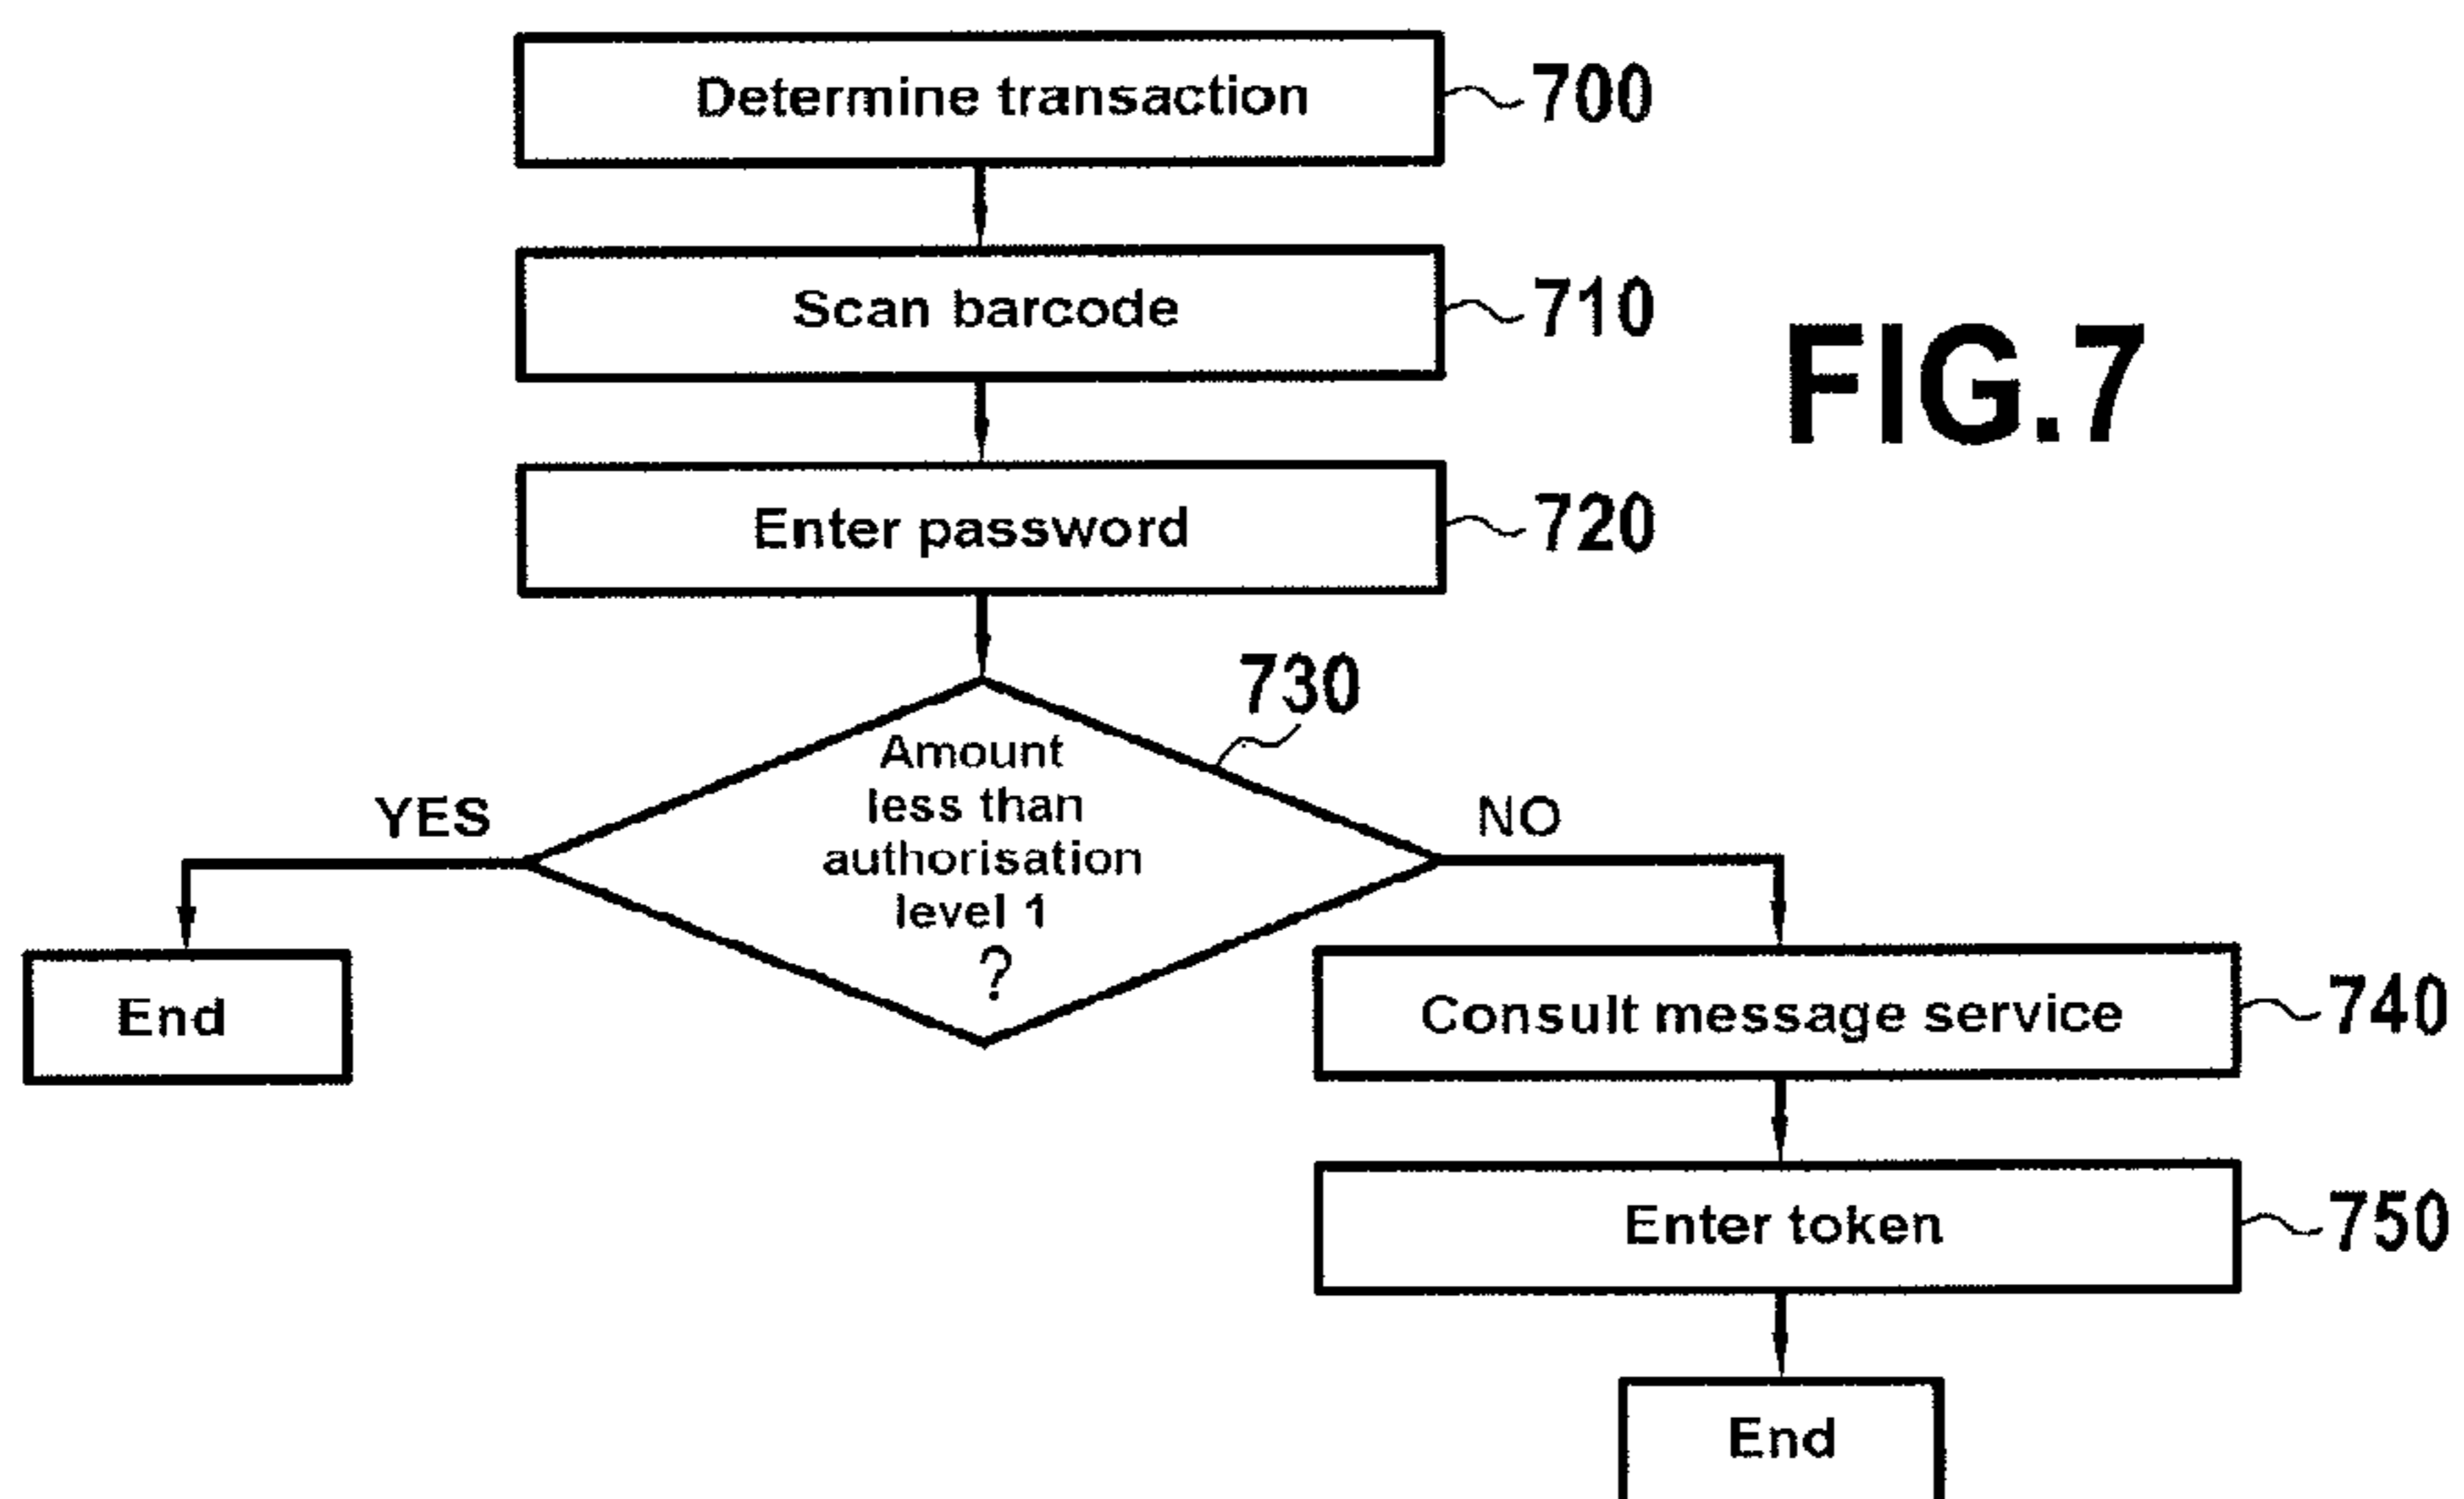 Determine transaction
700
Scan barcode
710
FIG.7
Enter password
720
730
Amount
less than
authorisation
level 1
?
YES
NO
End
Consult message service
740
Enter token
750
End